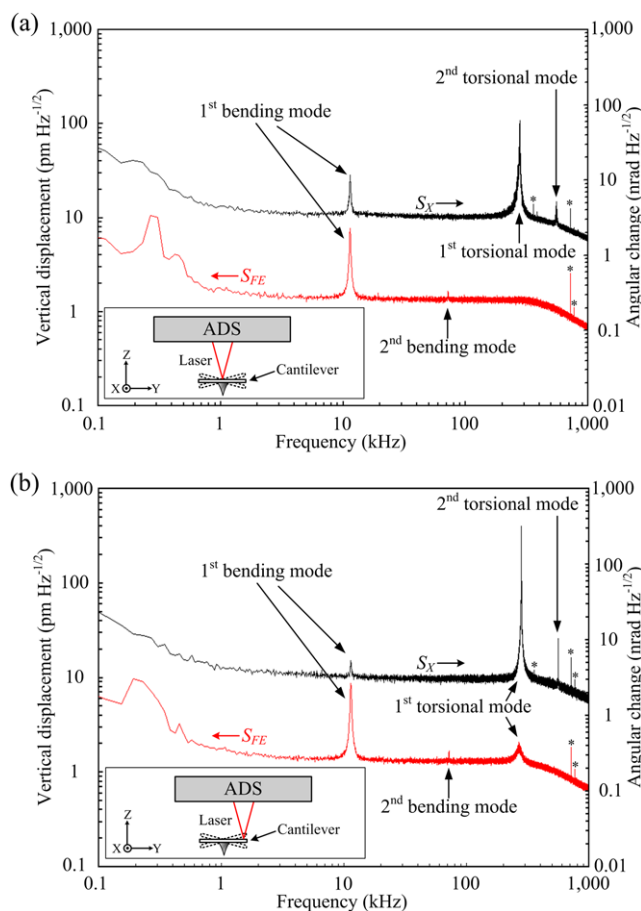 (a)
1,000
100
10
1
0.1
Vertical displacement (pm Hz-1/2)
1,000
100
10
1
0.1
0.01
Angular change (nrad Hz-1/2)
2nd torsional mode
1st bending mode
SX →
* * *
1st torsional mode
← SFE
*
*
2nd bending mode
ADS
Laser
Cantilever
Z
X Y
0.1 1 10 100 1,000
Frequency (kHz)
(b)
1,000
100
10
1
0.1
Vertical displacement (pm Hz-1/2)
1,000
100
10
1
0.1
0.01
Angular change (nrad Hz-1/2)
2nd torsional mode
1st bending mode
SX →
* * *
1st torsional mode
← SFE
*
*
2nd bending mode
ADS
Laser
Cantilever
Z
X Y
0.1 1 10 100 1,000
Frequency (kHz)